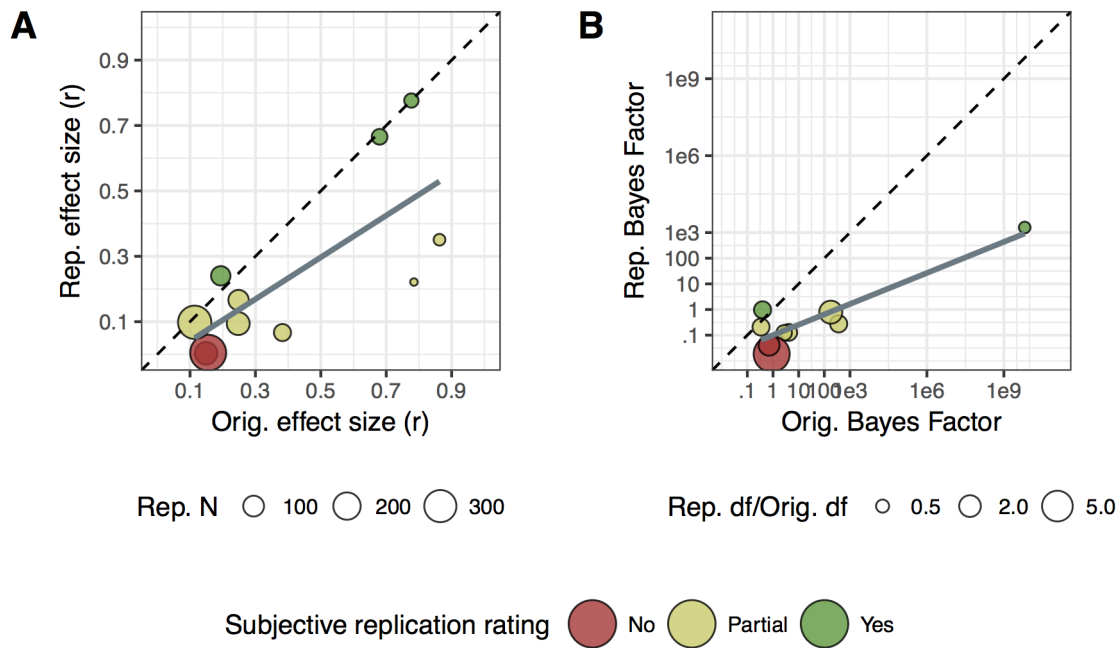 A
Rep. effect size (r)
0.9
0.7
0.5
0.3
0.1
0.1 0.3 0.5 0.7 0.9
Orig. effect size (r)
B
Rep. Bayes Factor
1e9
1e6
1e3
100
10
1
.1
.1 1 10 100 1e3 1e6 1e9
Orig. Bayes Factor
Rep. N 100 200 300
Rep. df/Orig. df 0.5 2.0 5.0
Subjective replication rating No Partial Yes